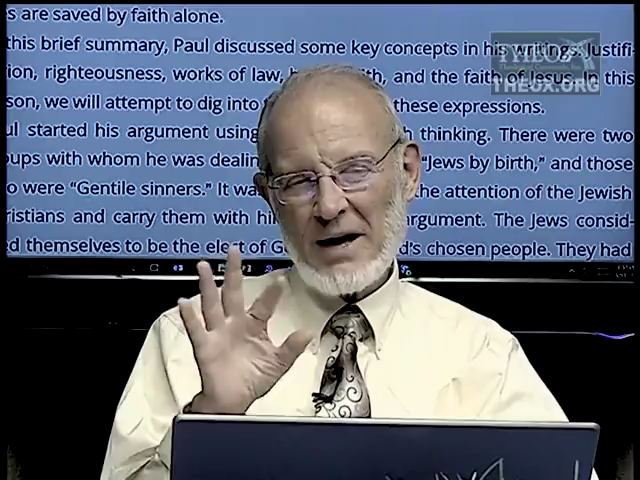 s are saved by faith alone.
this brief summary, Paul discussed some key concepts in his writings: Justifi-
ion, righteousness, works of law, faith, and the faith of Jesus. In this
son, we will attempt to dig into these expressions.
ul started his argument using thinking. There were two
oups with whom he was dealin "Jews by birth," and those
o were "Gentile sinners." It wa the attention of the Jewish
ristians and carry them with hi argument. The Jews consid-
ed themselves to be the elect of G d's chosen people. They had
THEOX
THEOX.ORG